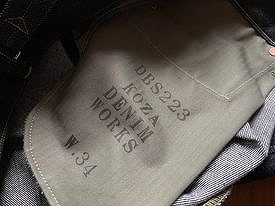 DBS223
KOZA
DENIM
WORKS
W.34